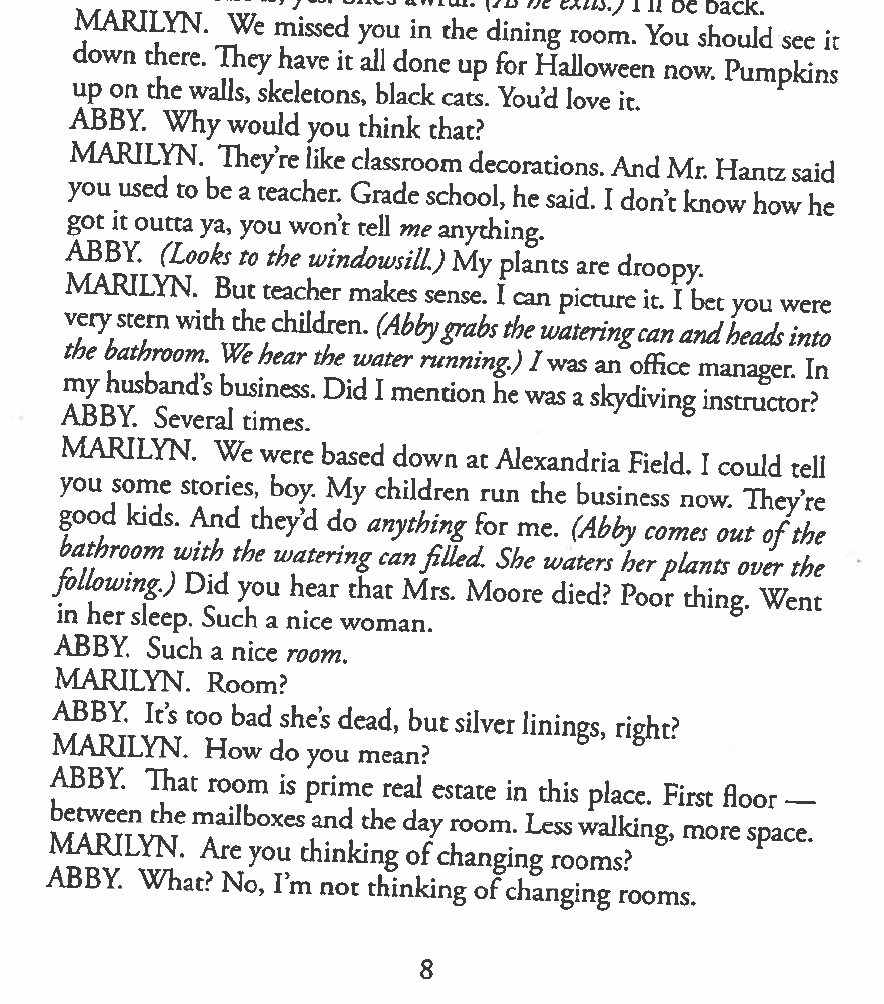 yes. She's awful. (As he exits.) I'll be back.
MARILYN. We missed you in the dining room. You should see it
down there. They have it all done up for Halloween now. Pumpkins
up on the walls, skeletons, black cats. You'd love it.
ABBY. Why would you think that?
MARILYN. They're like classroom decorations. And Mr. Hantz said
you used to be a teacher. Grade school, he said. I don't know how he
got it outta ya, you won't tell me anything.
ABBY. (Looks to the windowsill.) My plants are droopy.
MARILYN. But teacher makes sense. I can picture it. I bet you were
very stern with the children. (Abby grabs the watering can and heads into
the bathroom. We hear the water running.) I was an office manager. In
my husband's business. Did I mention he was a skydiving instructor?
ABBY. Several times.
MARILYN. We were based down at Alexandria Field. I could tell
you some stories, boy. My children run the business now. They're
good kids. And they'd do anything for me. (Abby comes out of the
bathroom with the watering can filled. She waters her plants over the
following.) Did you hear that Mrs. Moore died? Poor thing. Went
in her sleep. Such a nice woman.
ABBY. Such a nice room.
MARILYN. Room?
ABBY. It's too bad she's dead, but silver linings, right?
MARILYN. How do you mean?
ABBY. That room is prime real estate in this place. First floor —
between the mailboxes and the day room. Less walking, more space.
MARILYN. Are you thinking of changing rooms?
ABBY. What? No, I'm not thinking of changing rooms.
8